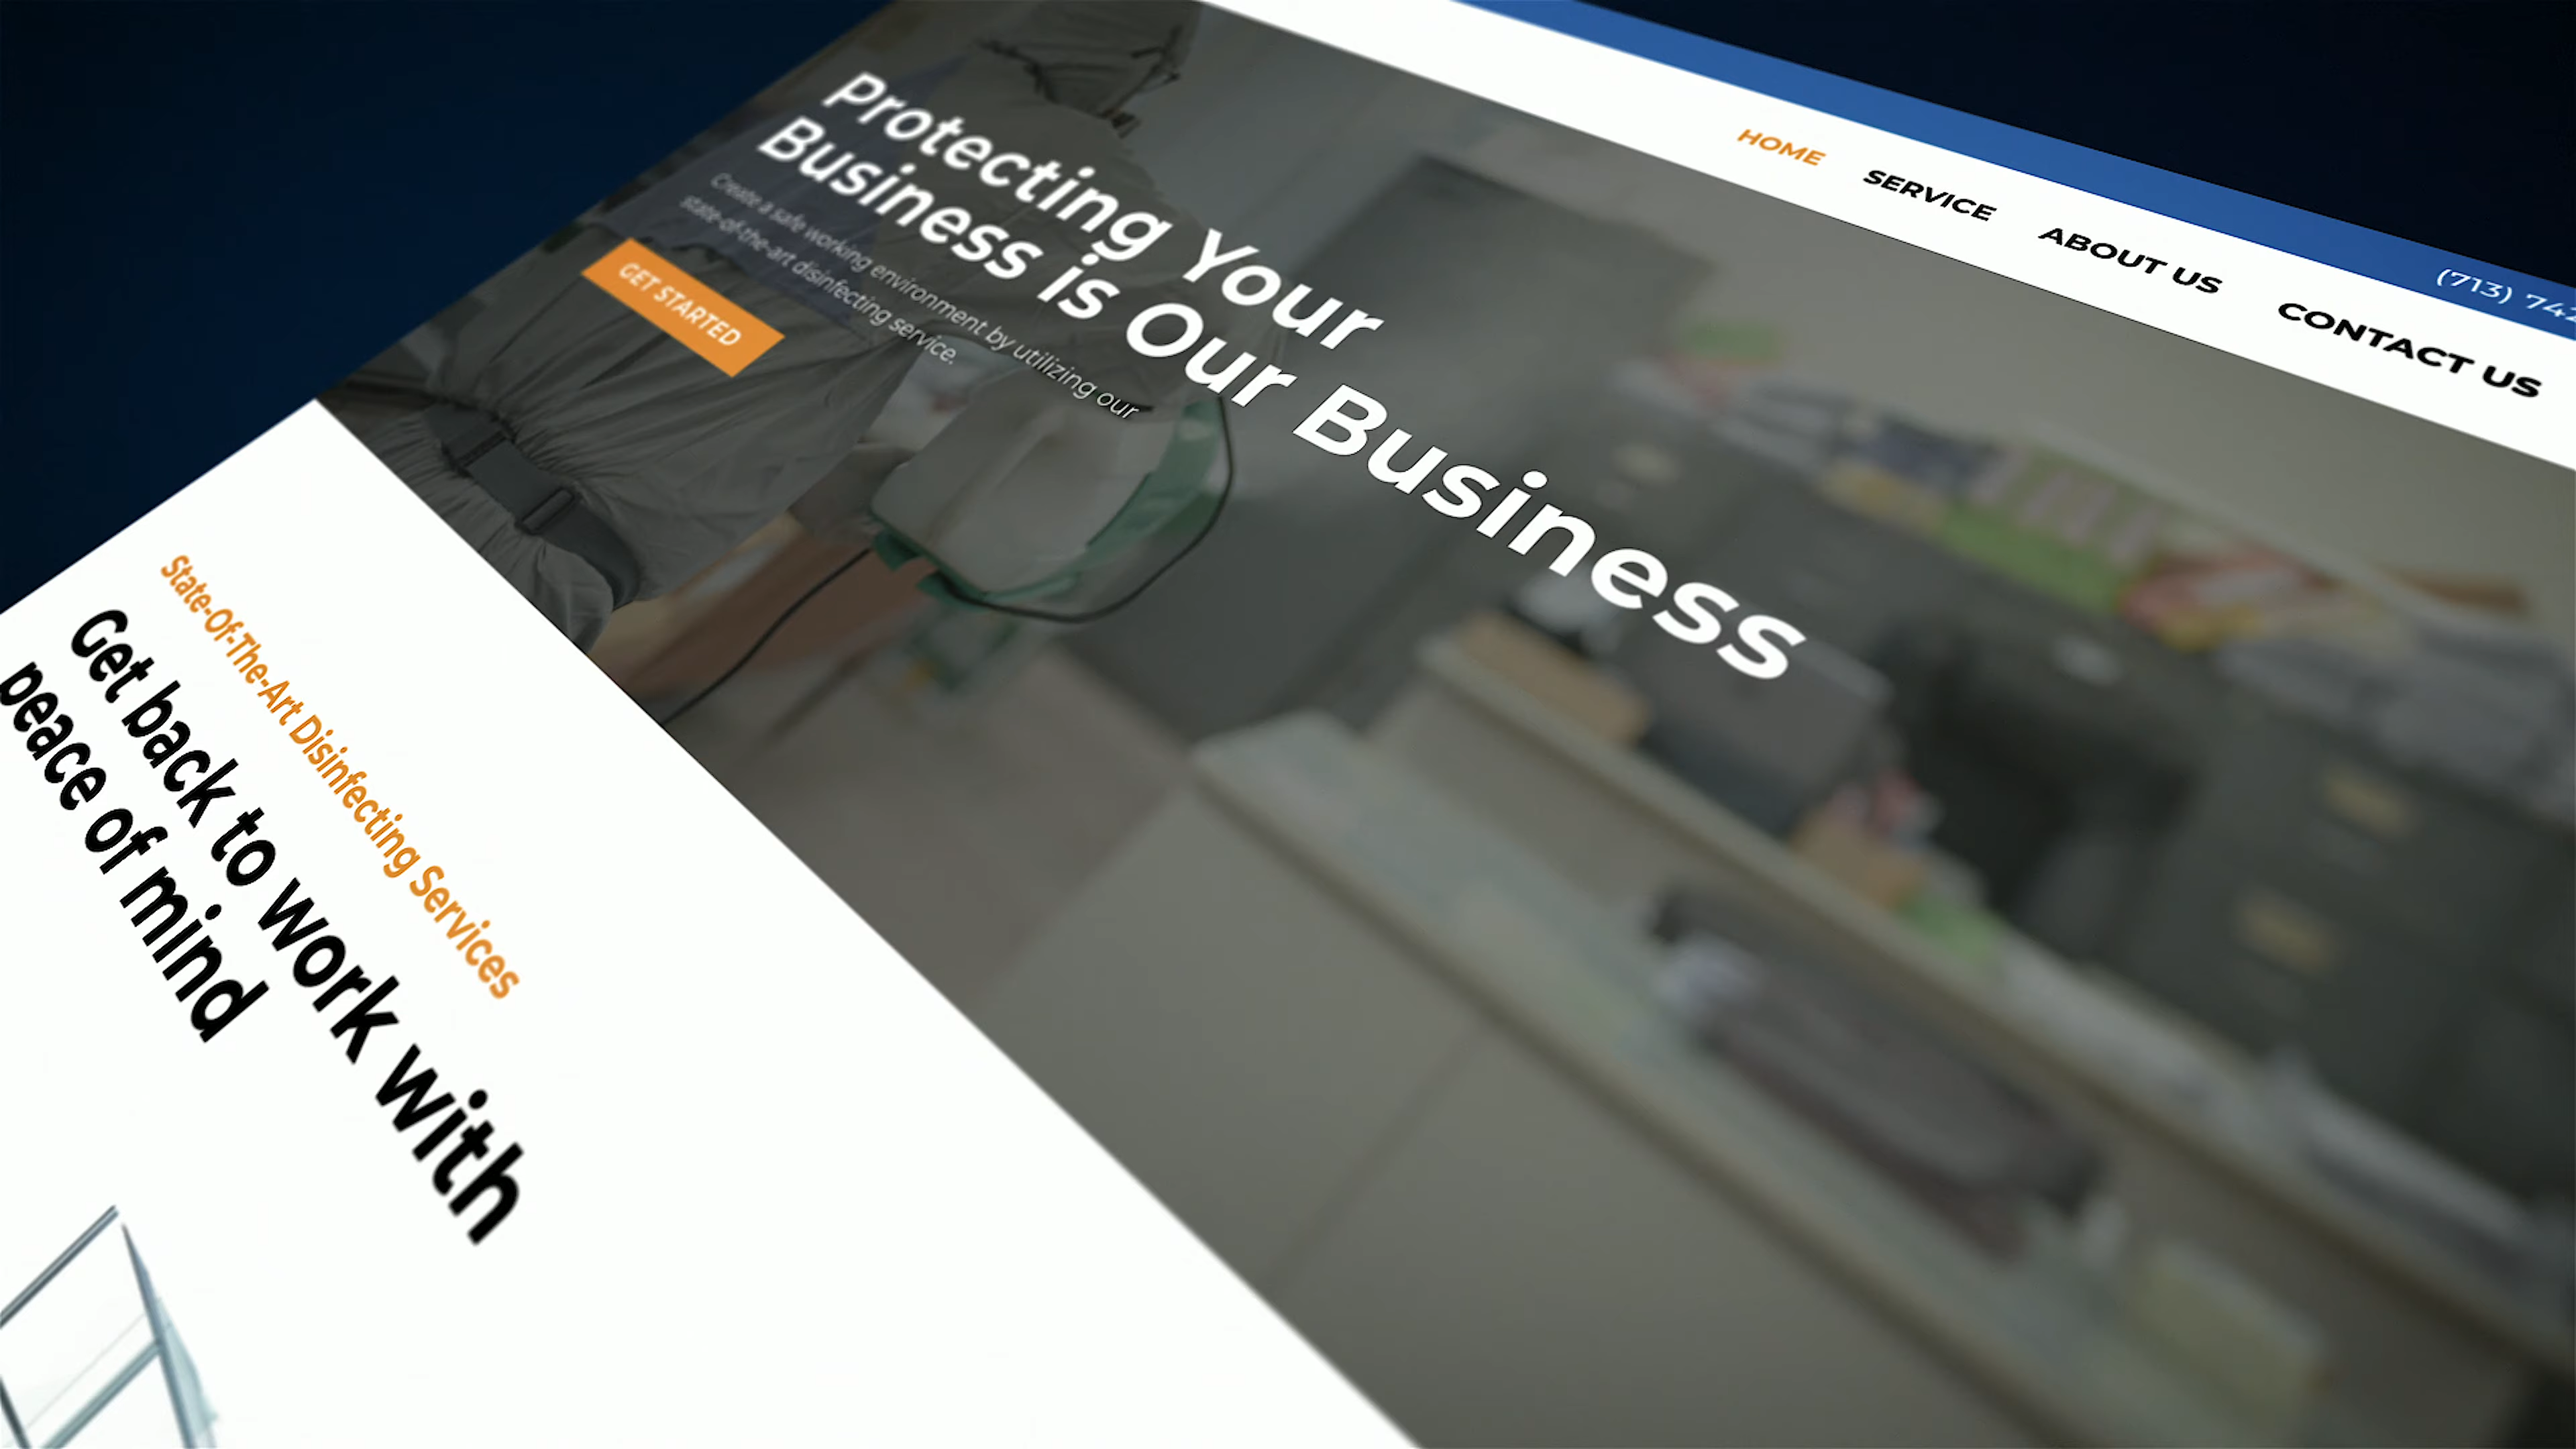 (713) 742
HOME SERVICE ABOUT US CONTACT US
Protecting Your
Business is Our Business
Create a safe working environment by utilizing our
state-of-the-art disinfecting service.
GET STARTED
State-Of-The-Art Disinfecting Services
Get back to work with
peace of mind